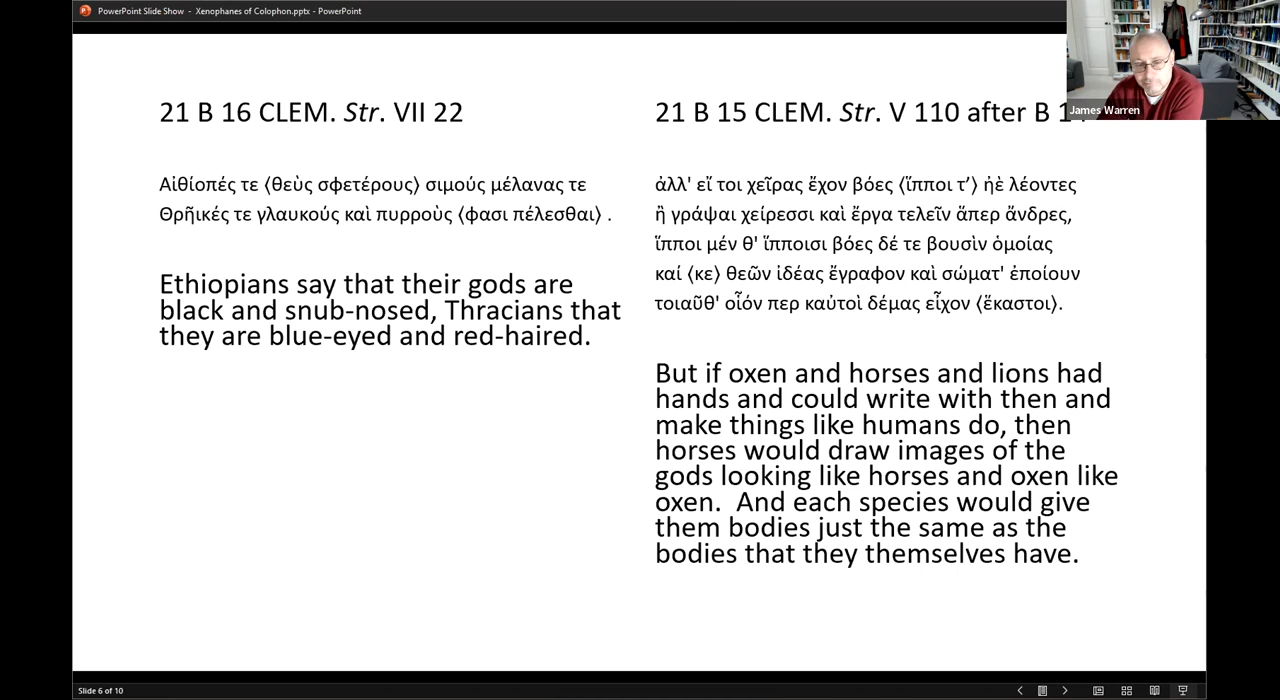 PowerPoint Slide Show - Xenophanes of Colophon.pptx - PowerPoint
James Warren
21 B 16 CLEM. Str. VII 22
Αἰθίοπές τε ⟨θεὺς σφετέρους⟩ σιμούς μέλανας τε
Θρῆικές τε γλαυκούς καὶ πυρροὺς ⟨φασι πέλεσθαι⟩ .
Ethiopians say that their gods are
black and snub-nosed, Thracians that
they are blue-eyed and red-haired.
21 B 15 CLEM. Str. V 110 after B
ἀλλ' εἴ τοι χεῖρας ἔχον βόες ⟨ἵπποι τ’⟩ ἠὲ λέοντες
ἢ γράψαι χείρεσσι καὶ ἔργα τελεῖν ἅπερ ἄνδρες,
ἵπποι μέν θ' ἵπποισι βόες δέ τε βουσὶν ὁμοίας
καί ⟨κε⟩ θεῶν ἰδέας ἔγραφον καὶ σώματ' ἐποίουν
τοιαῦθ' οἷόν περ καὐτοὶ δέμας εἶχον ⟨ἕκαστοι⟩.
But if oxen and horses and lions had
hands and could write with then and
make things like humans do, then
horses would draw images of the
gods looking like horses and oxen like
oxen. And each species would give
them bodies just the same as the
bodies that they themselves have.
Slide 6 of 10